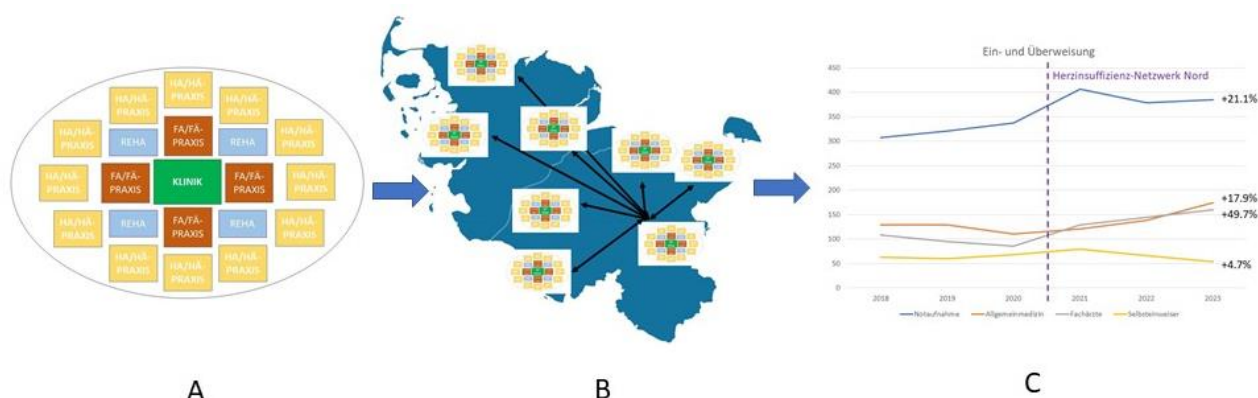 HA/HÄ-
PRAXIS
HA/HÄ-
PRAXIS
HA/HÄ-
PRAXIS
HA/HÄ-
PRAXIS
REHA
FA/FÄ-
PRAXIS
REHA
HA/HÄ-
PRAXIS
HA/HÄ-
PRAXIS
FA/FÄ-
PRAXIS
KLINIK
FA/FÄ-
PRAXIS
HA/HÄ-
PRAXIS
HA/HÄ-
PRAXIS
REHA
FA/FÄ-
PRAXIS
REHA
HA/HÄ-
PRAXIS
HA/HÄ-
PRAXIS
HA/HÄ-
PRAXIS
HA/HÄ-
PRAXIS
A
B
Ein- und Überweisung
Herzinsuffizienz-Netzwerk Nord
450
400
350
300
250
200
150
100
50
0
+21.1%
+17.9%
+49.7%
+4.7%
2018 2019 2020 2021 2022 2023
Notaufnahme Allgemeinmedizin Fachärzte Selbsteinweiser
C